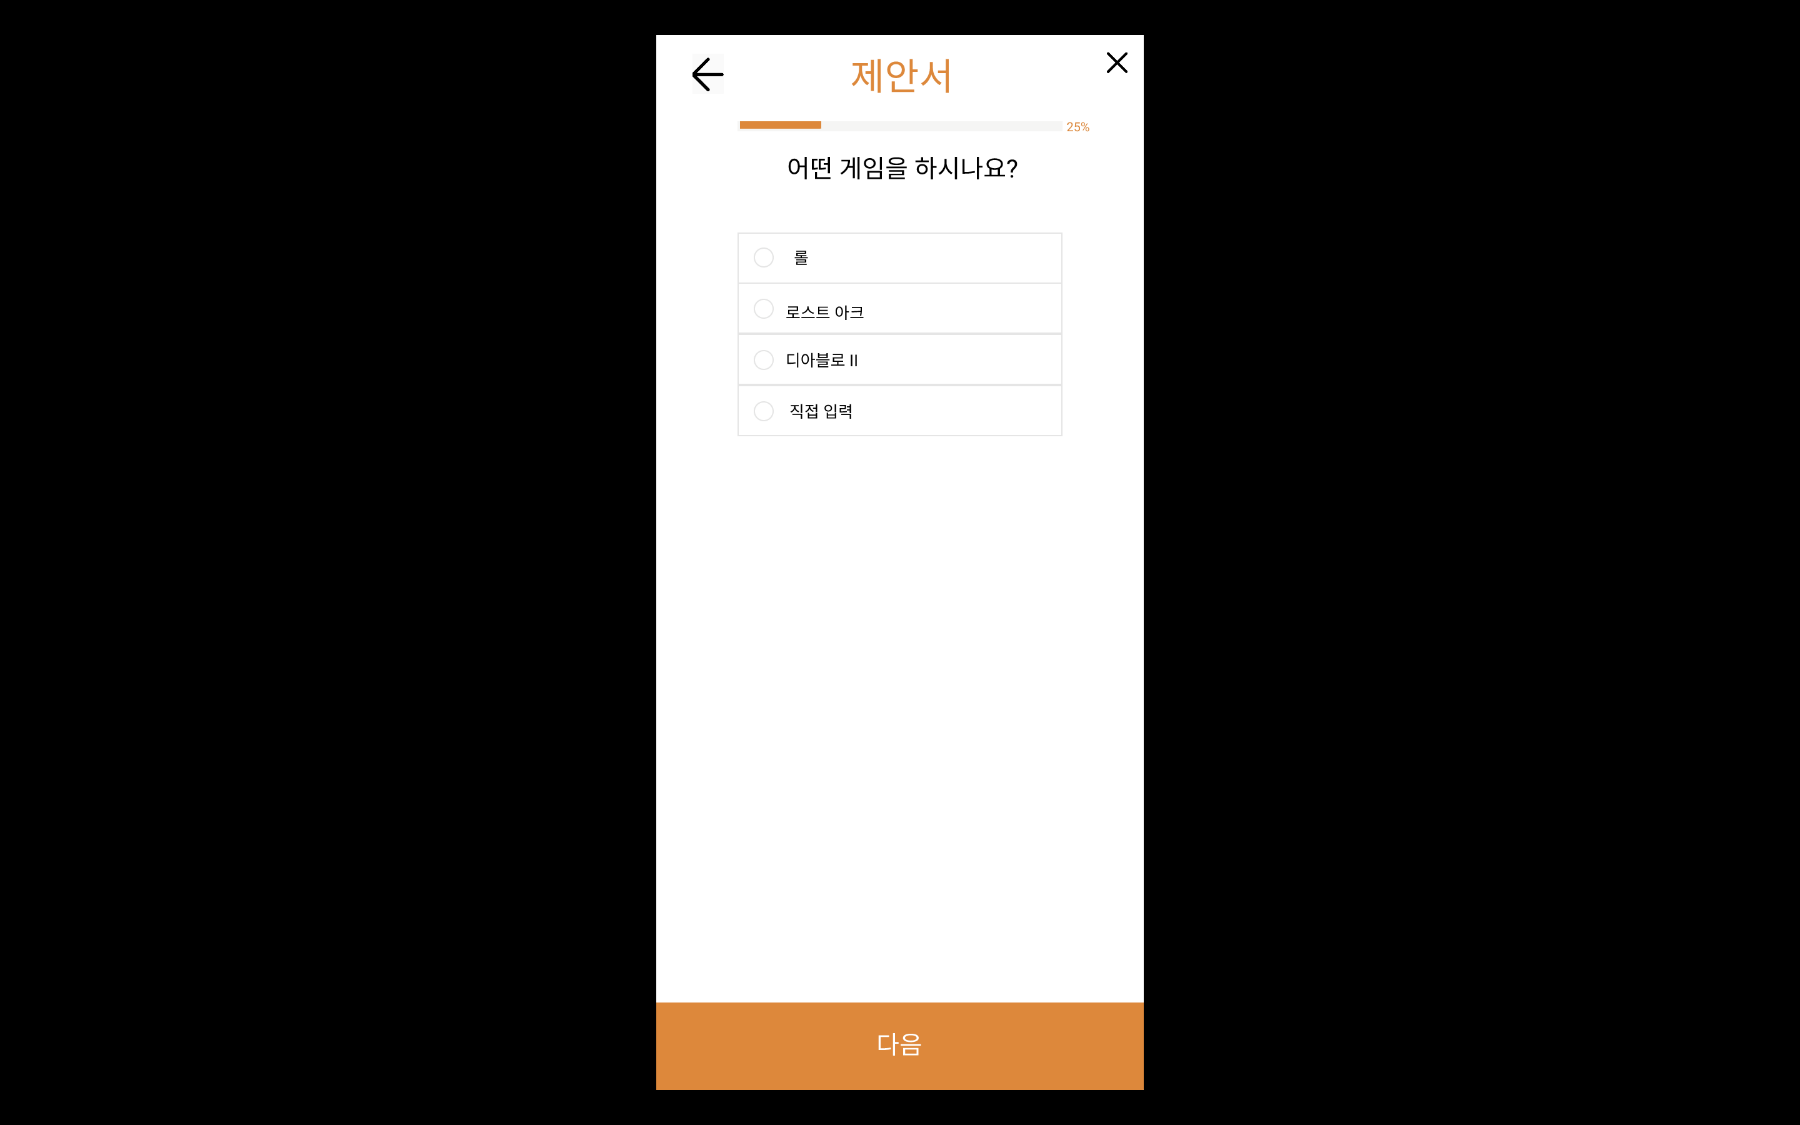 제안서
25%
어떤 게임을 하시나요?
롤
로스트 아크
디아블로 II
직접 입력
다음